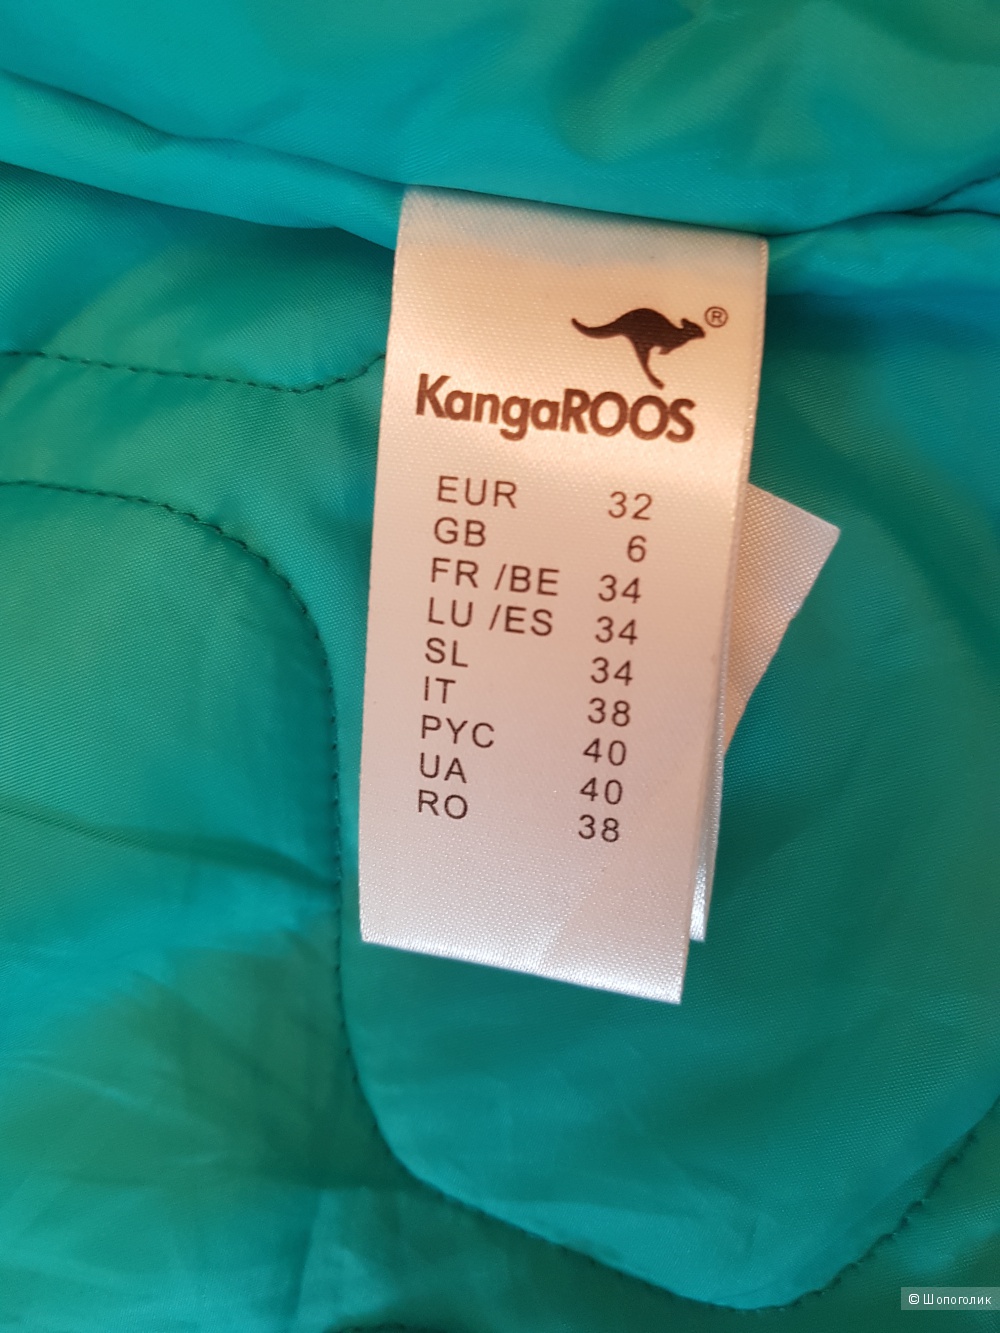 ®
KangaROOS
EUR 32
GB 6
FR /BE 34
LU /ES 34
SL 34
IT 38
РУС 40
UA 40
RO 38
© Шопоголик